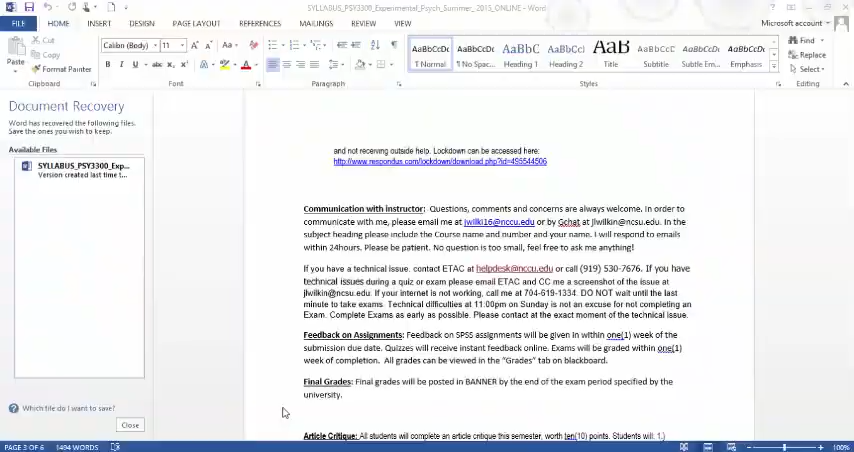 SYLLABUS_PSY3300_Experimental_Psych_Summer_ 2015_ONLINE - Word
FILE HOME INSERT DESIGN PAGE LAYOUT REFERENCES MAILINGS REVIEW VIEW Microsoft account
Cut
Copy
Format Painter
Paste
Clipboard
Calibri (Body) 11
Font
Paragraph
AaBbCcDc AaBbCcDc AaBbC AaBbCc AaB AaBbCcC AaBbCcDc AaBbCcDc
¶ Normal ¶ No Spac... Heading 1 Heading 2 Title Subtitle Subtle Em... Emphasis
Styles
Find
Replace
Select
Editing
Document Recovery
Word has recovered the following files.
Save the ones you wish to keep.
Available Files
SYLLABUS_PSY3300_Exp...
Version created last time t...
Which file do I want to save?
Close
and not receiving outside help. Lockdown can be accessed here:
http://www.respondus.com/lockdown/download.php?id=495544506
Communication with instructor: Questions, comments and concerns are always welcome. In order to
communicate with me, please email me at jwilki16@nccu.edu or by Gchat at jlwilkin@ncsu.edu. In the
subject heading please include the Course name and number and your name. I will respond to emails
within 24hours. Please be patient. No question is too small, feel free to ask me anything!
If you have a technical issue. contact ETAC at helpdesk@nccu.edu or call (919) 530-7676. If you have
technical issues during a quiz or exam please email ETAC and CC me a screenshot of the issue at
jlwilkin@ncsu.edu. If your internet is not working, call me at 704-619-1334. DO NOT wait until the last
minute to take exams. Technical difficulties at 11:00pm on Sunday is not an excuse for not completing an
Exam. Complete Exams as early as possible. Please contact at the exact moment of the technical issue.
Feedback on Assignments: Feedback on SPSS assignments will be given in within one(1) week of the
submission due date. Quizzes will receive instant feedback online. Exams will be graded within one(1)
week of completion. All grades can be viewed in the "Grades" tab on blackboard.
Final Grades: Final grades will be posted in BANNER by the end of the exam period specified by the
university.
Article Critique: All students will complete an article critique this semester, worth ten(10) points. Students will: 1.)
PAGE 3 OF 6 1494 WORDS 100%